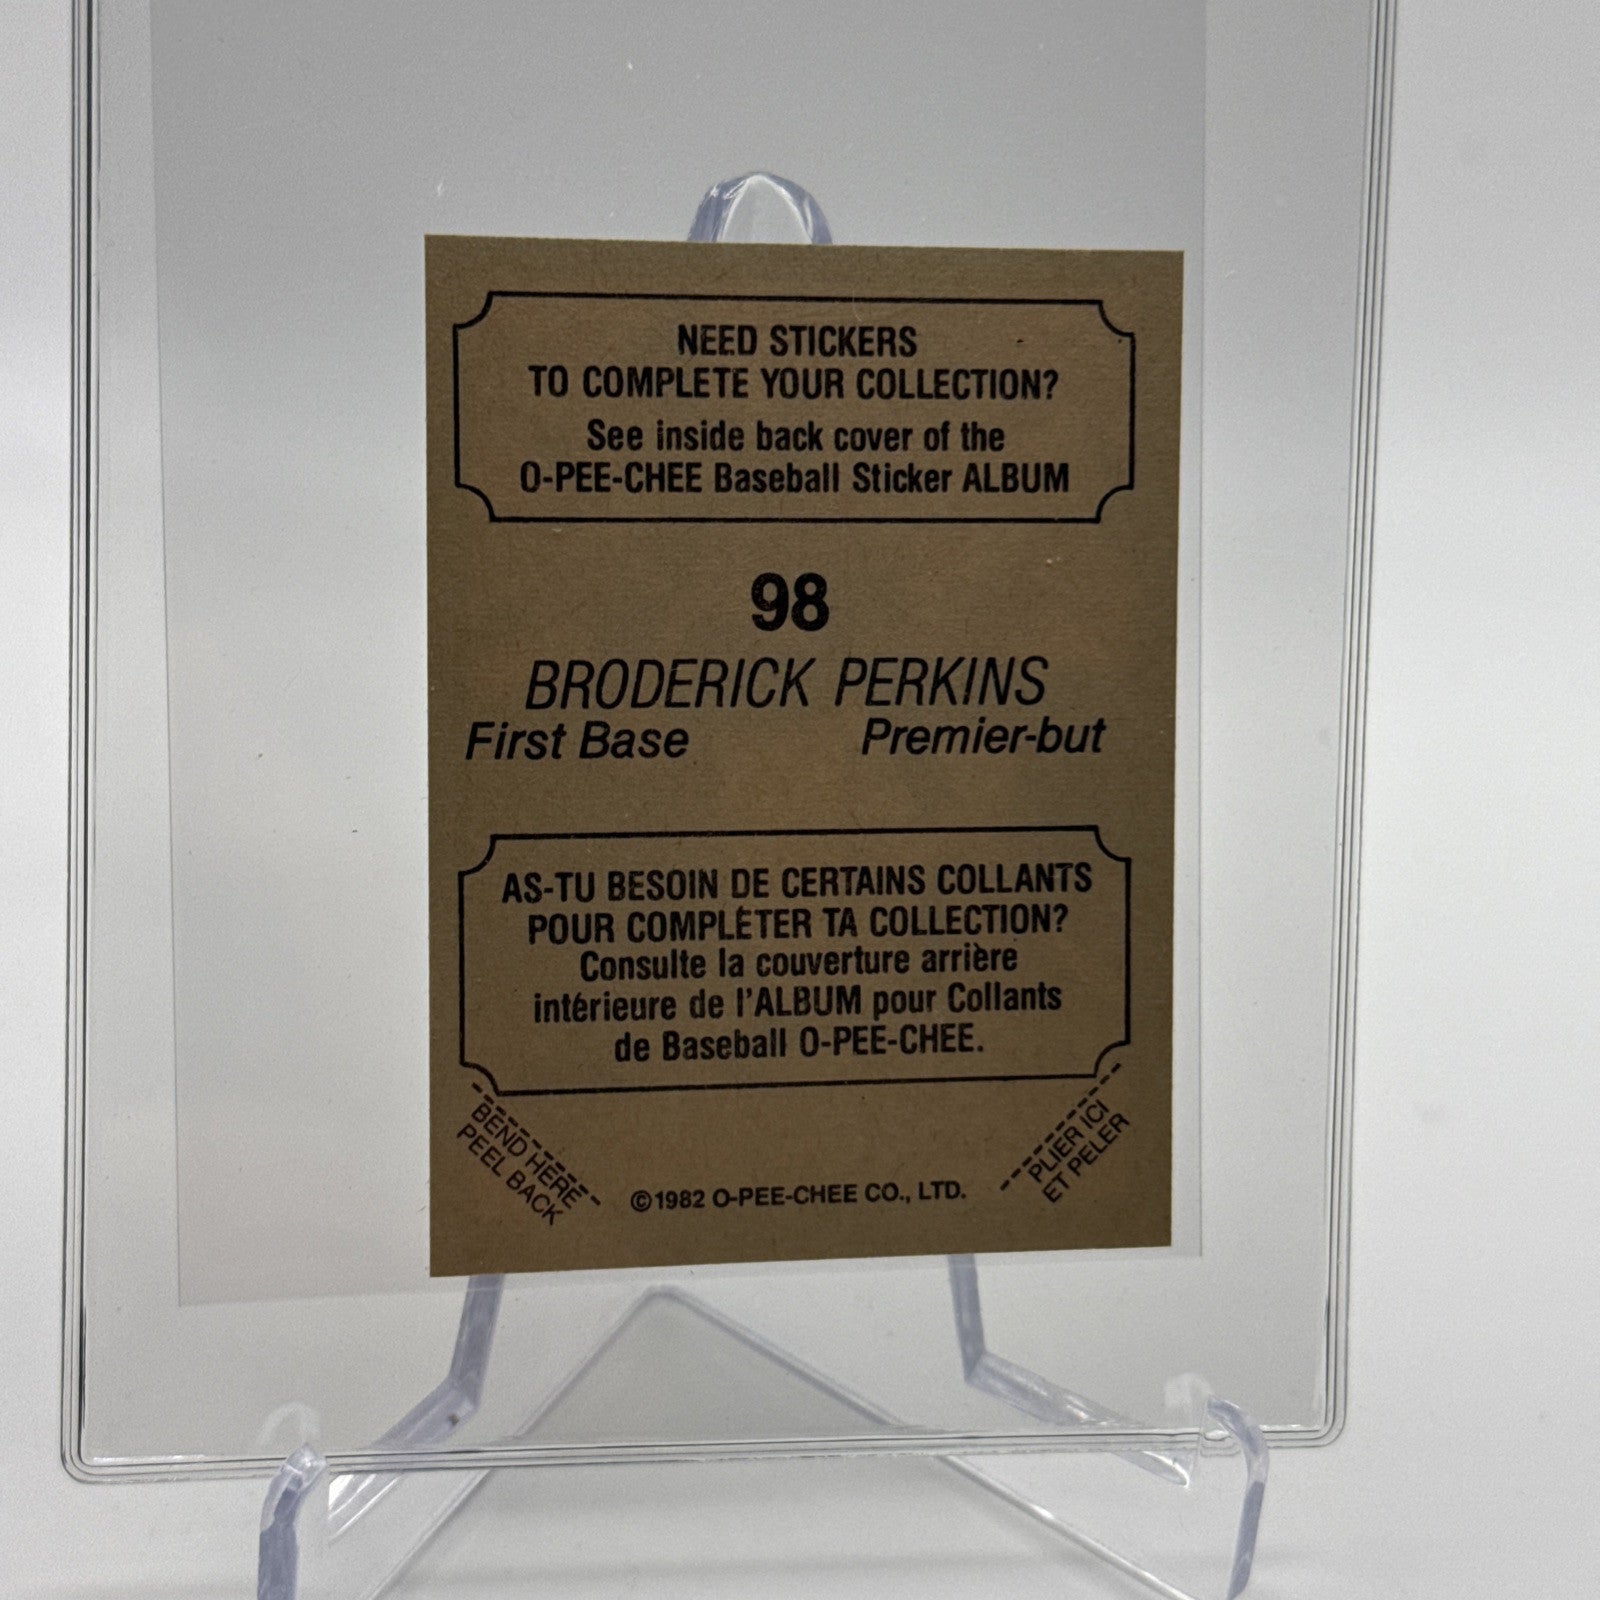 NEED STICKERS
TO COMPLETE YOUR COLLECTION?
See inside back cover of the
O-PEE-CHEE Baseball Sticker ALBUM
98
BRODERICK PERKINS
First Base Premier-but
AS-TU BESOIN DE CERTAINS COLLANTS
POUR COMPLÉTER TA COLLECTION?
Consulte la couverture arrière
intérieure de l'ALBUM pour Collants
de Baseball O-PEE-CHEE.
BEND HERE
PEEL BACK
PLIER ICI
ET PELER
©1982 O-PEE-CHEE CO., LTD.